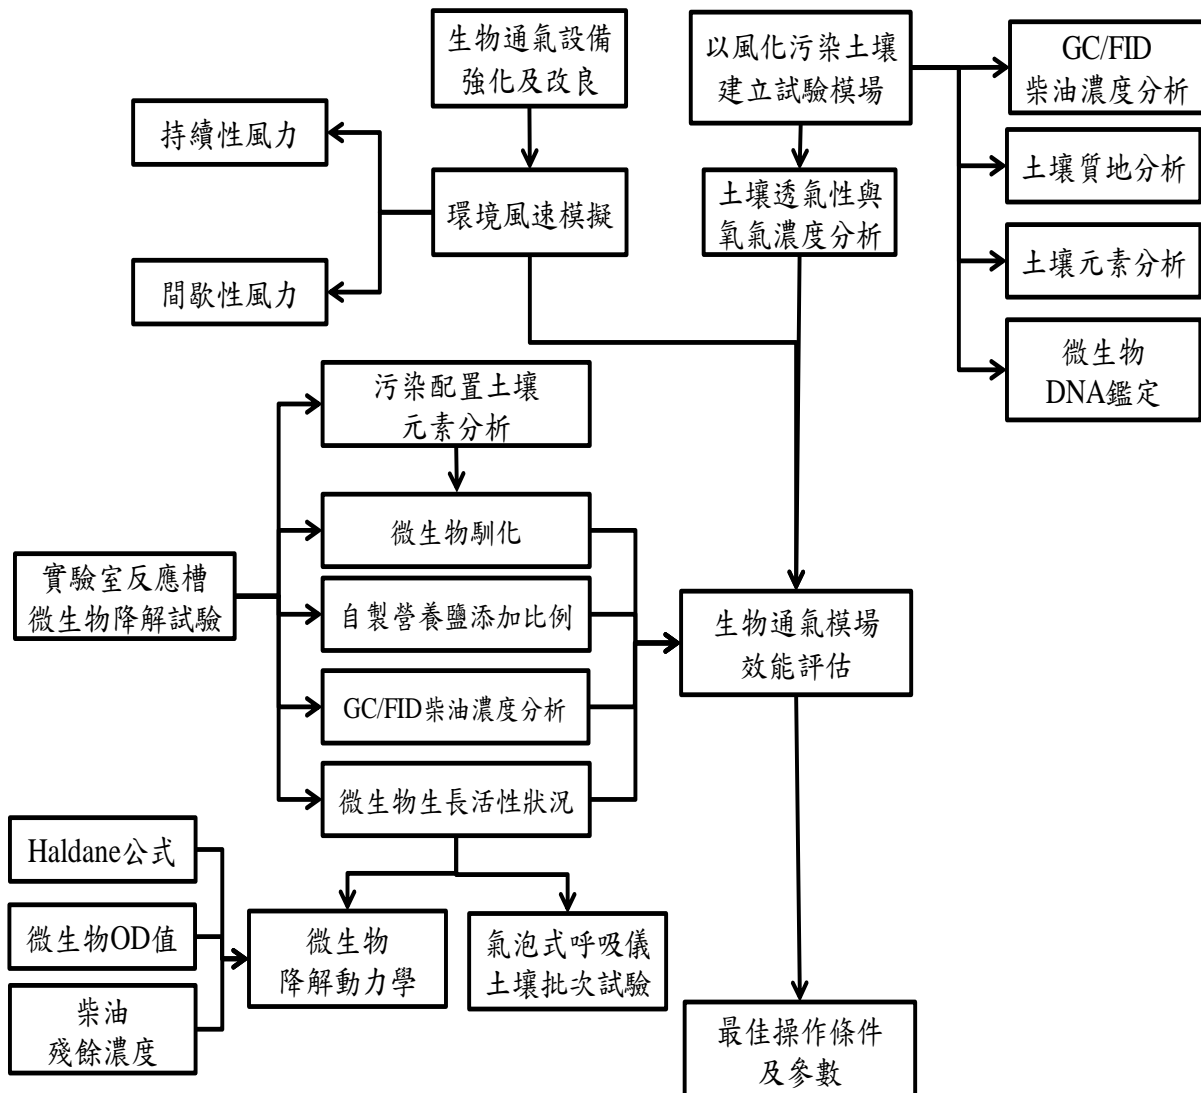 生物通氣設備
強化及改良
以風化污染土壤
建立試驗模場
GC/FID
柴油濃度分析
持續性風力
土壤質地分析
環境風速模擬
土壤透氣性與
氧氣濃度分析
土壤元素分析
間歇性風力
微生物
DNA鑑定
污染配置土壤
元素分析
微生物馴化
實驗室反應槽
微生物降解試驗
自製營養鹽添加比例
生物通氣模場
效能評估
GC/FID柴油濃度分析
微生物生長活性狀況
Haldane公式
微生物OD值
微生物
降解動力學
氣泡式呼吸儀
土壤批次試驗
柴油
殘餘濃度
最佳操作條件
及參數